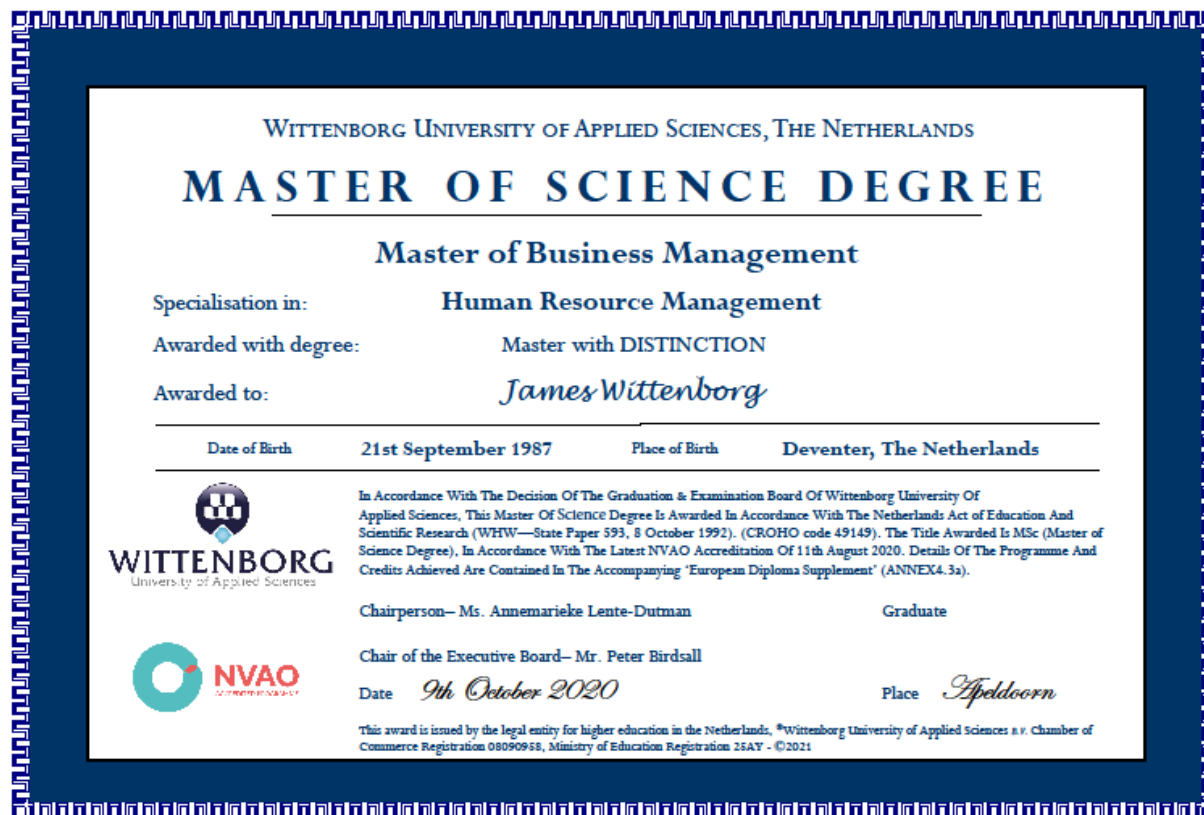 WITTENBORG UNIVERSITY OF APPLIED SCIENCES, THE NETHERLANDS
MASTER OF SCIENCE DEGREE
Master of Business Management
Specialisation in: Human Resource Management
Awarded with degree: Master with DISTINCTION
Awarded to: James Wittenborg
Date of Birth 21st September 1987 Place of Birth Deventer, The Netherlands
In Accordance With The Decision Of The Graduation & Examination Board Of Wittenborg University Of
Applied Sciences, This Master Of Science Degree Is Awarded In Accordance With The Netherlands Act of Education And
Scientific Research (WHW—State Paper 593, 8 October 1992). (CROHO code 49149). The Title Awarded Is MSc (Master of
Science Degree), In Accordance With The Latest NVAO Accreditation Of 11th August 2020. Details Of The Programme And
Credits Achieved Are Contained In The Accompanying 'European Diploma Supplement' (ANNEX4.3a).
WITTENBORG
University of Applied Sciences
Chairperson– Ms. Annemarieke Lente-Dutman Graduate
Chair of the Executive Board– Mr. Peter Birdsall
NVAO
ACCREDITED PROGRAMME
Date 9th October 2020 Place Apeldoorn
This award is issued by the legal entity for higher education in the Netherlands, ®Wittenborg University of Applied Sciences B.V. Chamber of
Commerce Registration 08090958, Ministry of Education Registration 25AY - ©2021